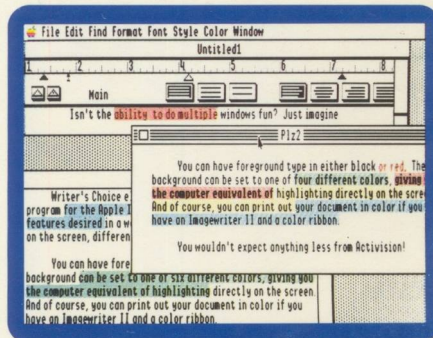 File Edit Find Format Font Style Color Window
Untitled1
1 2 3 4 5 6 7 8
Main
Isn't the ability to do multiple windows fun? Just imagine
Plz2
You can have foreground type in either black or red. The
background can be set to one of four different colors, giving
the computer equivalent of highlighting directly on the scree
And of course, you can print out your document in color if you
have an Imagewriter II and a color ribbon.
You wouldn't expect anything less from Activision!
Writer's Choice e
program for the Apple I
features desired in a w
on the screen, differen
You can have fore
background can be set to one of six different colors, giving you
the computer equivalent of highlighting directly on the screen.
And of course, you can print out your document in color if you
have an Imagewriter II and a color ribbon.